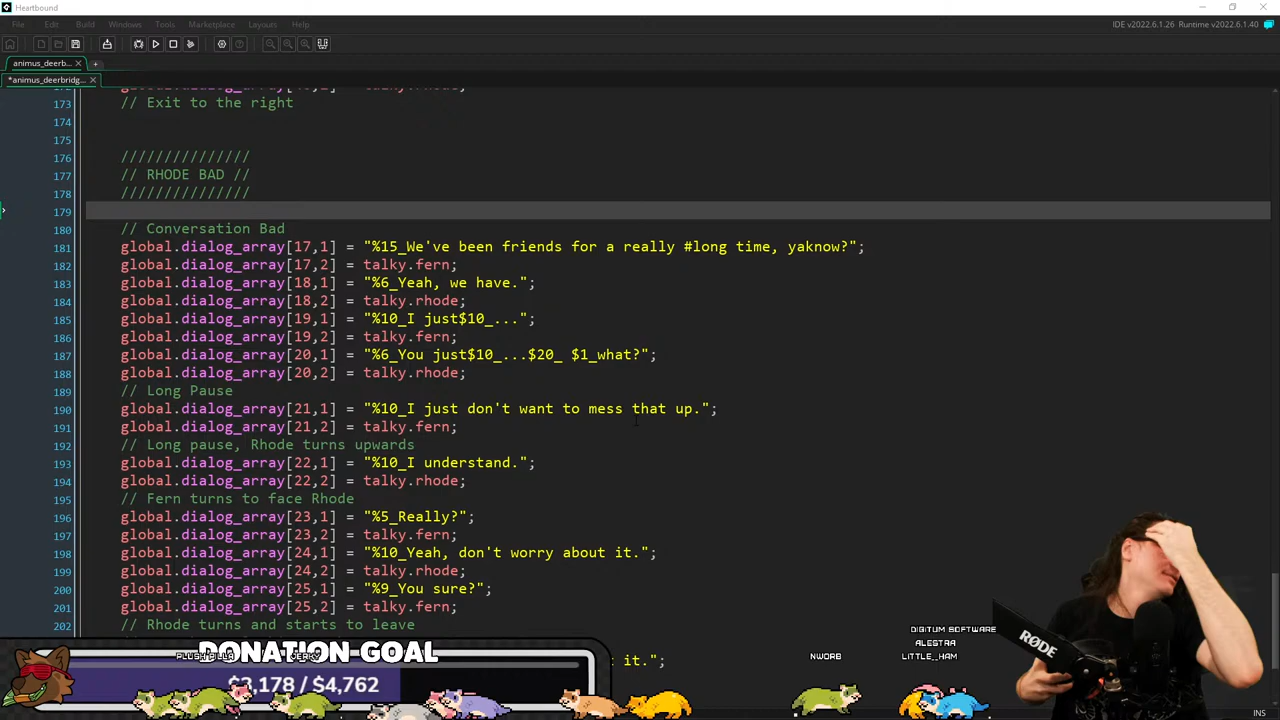 Heartbound
File Edit Build Windows Tools Marketplace Layouts Help
IDE v2022.6.1.26 Runtime v2022.6.1.40
animus_deerb...
*animus_deerbridg...
173 // Exit to the right
174
175
176 ///////////////
177 // RHODE BAD //
178 ///////////////
179
180 // Conversation Bad
181 global.dialog_array[17,1] = "%15_We've been friends for a really #long time, yaknow?";
182 global.dialog_array[17,2] = talky.fern;
183 global.dialog_array[18,1] = "%6_Yeah, we have.";
184 global.dialog_array[18,2] = talky.rhode;
185 global.dialog_array[19,1] = "%10_I just$10_...";
186 global.dialog_array[19,2] = talky.fern;
187 global.dialog_array[20,1] = "%6_You just$10_...$20_ $1_what?";
188 global.dialog_array[20,2] = talky.rhode;
189 // Long Pause
190 global.dialog_array[21,1] = "%10_I just don't want to mess that up.";
191 global.dialog_array[21,2] = talky.fern;
192 // Long pause, Rhode turns upwards
193 global.dialog_array[22,1] = "%10_I understand.";
194 global.dialog_array[22,2] = talky.rhode;
195 // Fern turns to face Rhode
196 global.dialog_array[23,1] = "%5_Really?";
197 global.dialog_array[23,2] = talky.fern;
198 global.dialog_array[24,1] = "%10_Yeah, don't worry about it.";
199 global.dialog_array[24,2] = talky.rhode;
200 global.dialog_array[25,1] = "%9_You sure?";
201 global.dialog_array[25,2] = talky.fern;
202 // Rhode turns and starts to leave
it.";
DONATION GOAL
$3,178 / $4,762
DIGITUM SOFTWARE
ALESTRA
NWORB
LITTLE_HAM
RØDE
INS